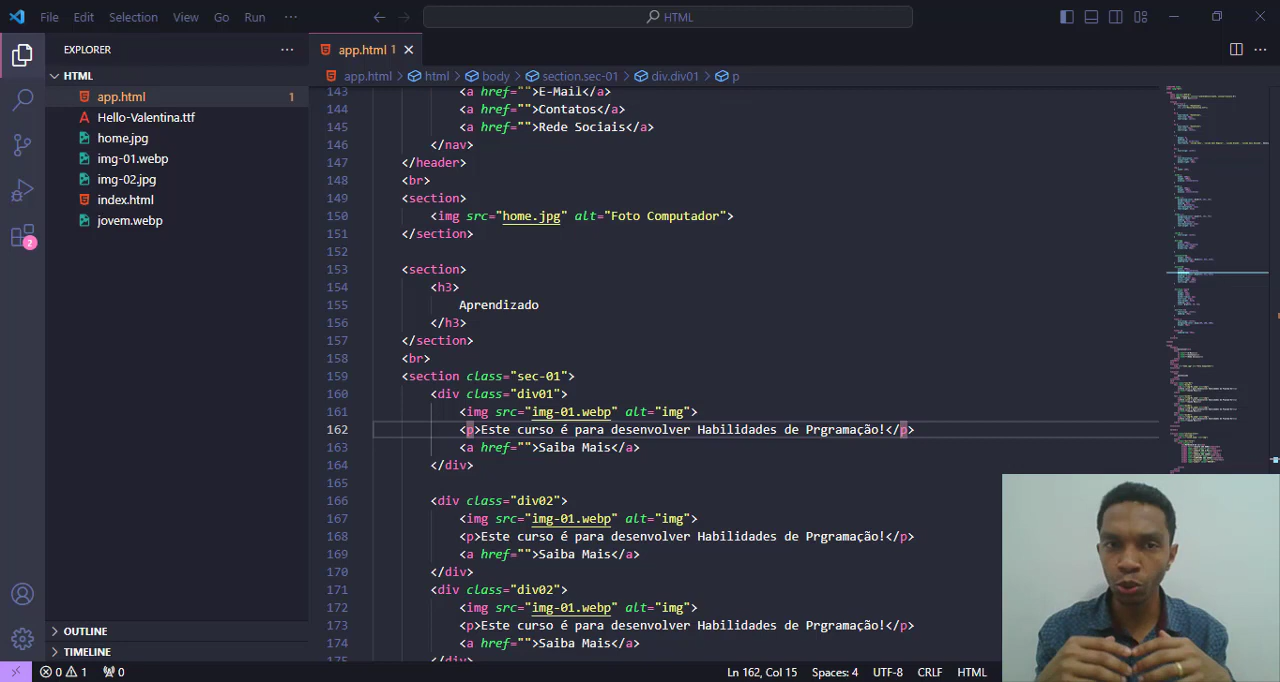 File Edit Selection View Go Run ··· HTML
EXPLORER ···
HTML
app.html 1
Hello-Valentina.ttf
home.jpg
img-01.webp
img-02.jpg
index.html
jovem.webp
OUTLINE
TIMELINE
app.html 1
app.html > html > body > section.sec-01 > div.div01 > p
143 <a href="">E-Mail</a>
144 <a href="">Contatos</a>
145 <a href="">Rede Sociais</a>
146 </nav>
147 </header>
148 <br>
149 <section>
150 <img src="home.jpg" alt="Foto Computador">
151 </section>
152
153 <section>
154 <h3>
155 Aprendizado
156 </h3>
157 </section>
158 <br>
159 <section class="sec-01">
160 <div class="div01">
161 <img src="img-01.webp" alt="img">
162 <p>Este curso é para desenvolver Habilidades de Prgramação!</p>
163 <a href="">Saiba Mais</a>
164 </div>
165
166 <div class="div02">
167 <img src="img-01.webp" alt="img">
168 <p>Este curso é para desenvolver Habilidades de Prgramação!</p>
169 <a href="">Saiba Mais</a>
170 </div>
171 <div class="div02">
172 <img src="img-01.webp" alt="img">
173 <p>Este curso é para desenvolver Habilidades de Prgramação!</p>
174 <a href="">Saiba Mais</a>
175
2
0 1 0 Ln 162, Col 15 Spaces: 4 UTF-8 CRLF HTML